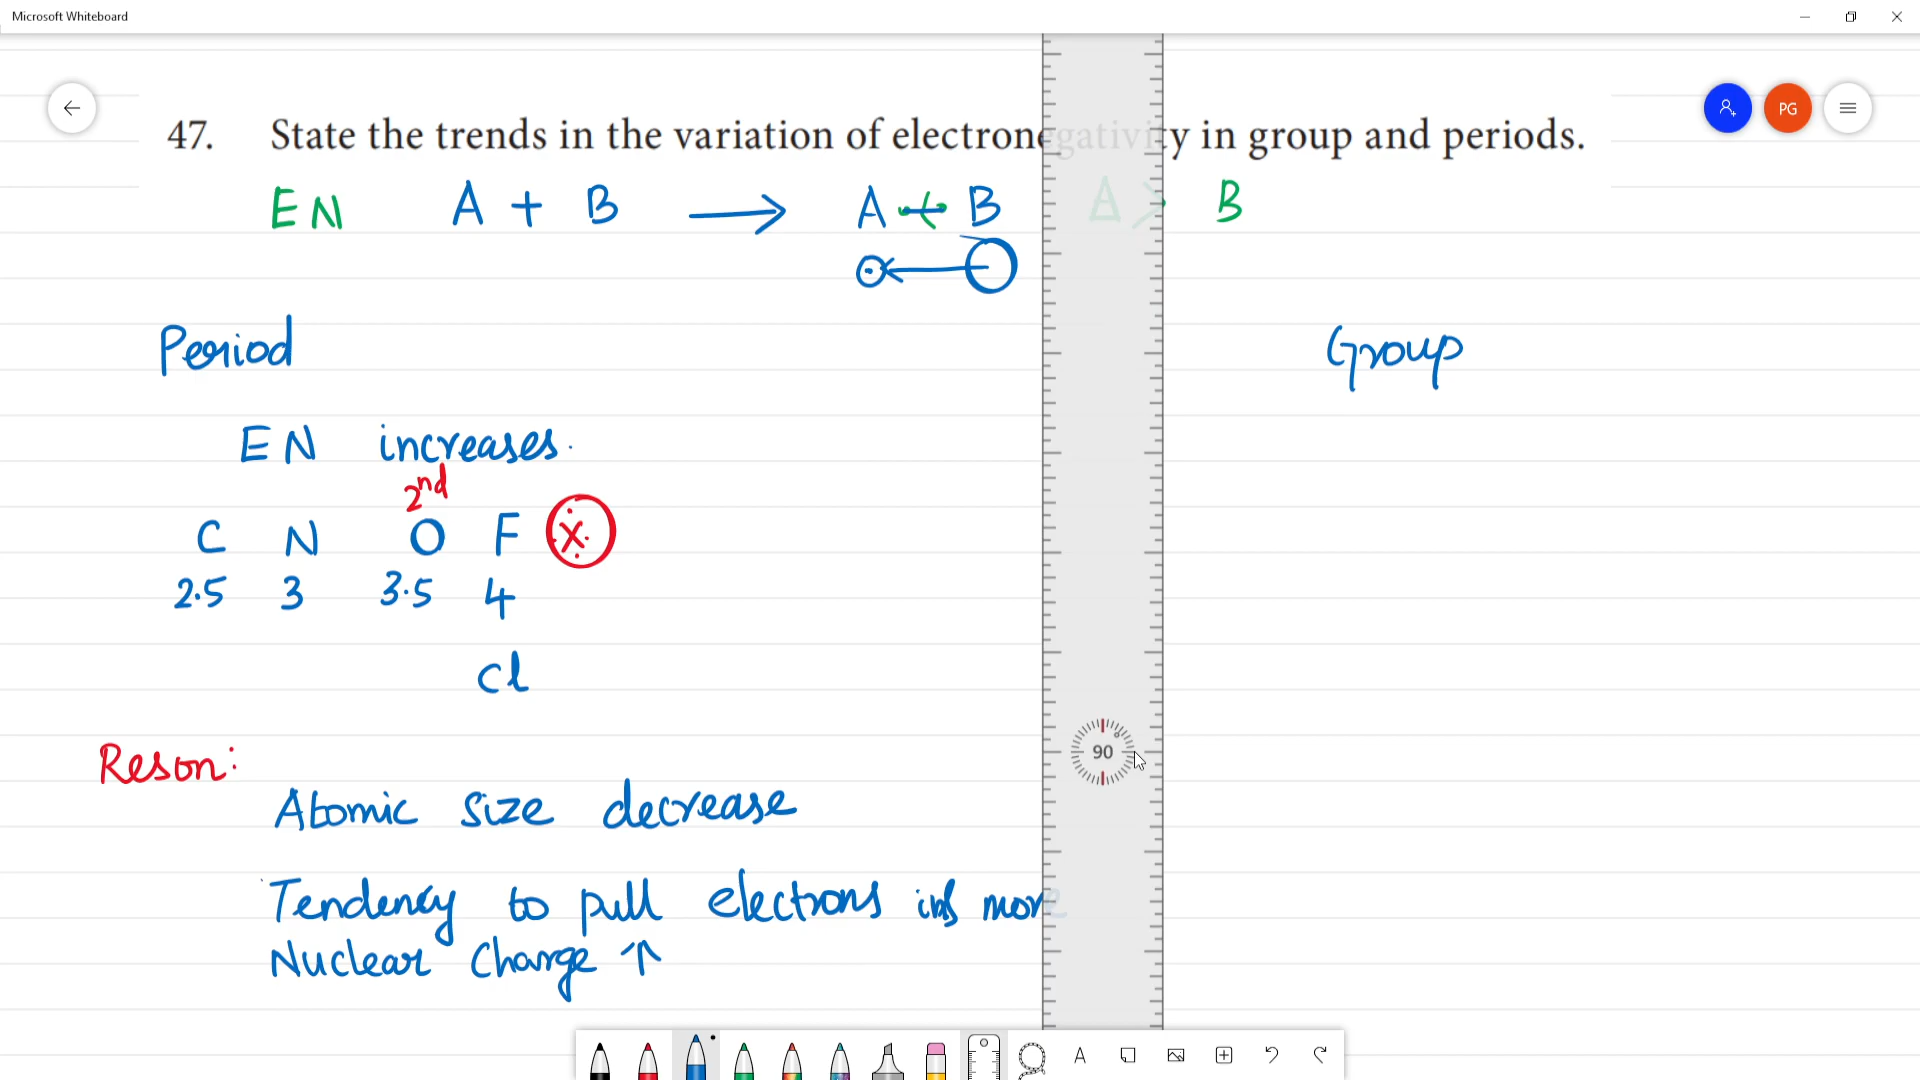 Microsoft Whiteboard
PG
47. State the trends in the variation of electronegativity in group and periods.
EN A + B → A B A > B
Period
Group
EN increases.
2nd
C N O F X
2.5 3 3.5 4
Cl
Reson:
90
Atomic size decrease
Tendency to pull electrons is more
Nuclear Charge ↑
A